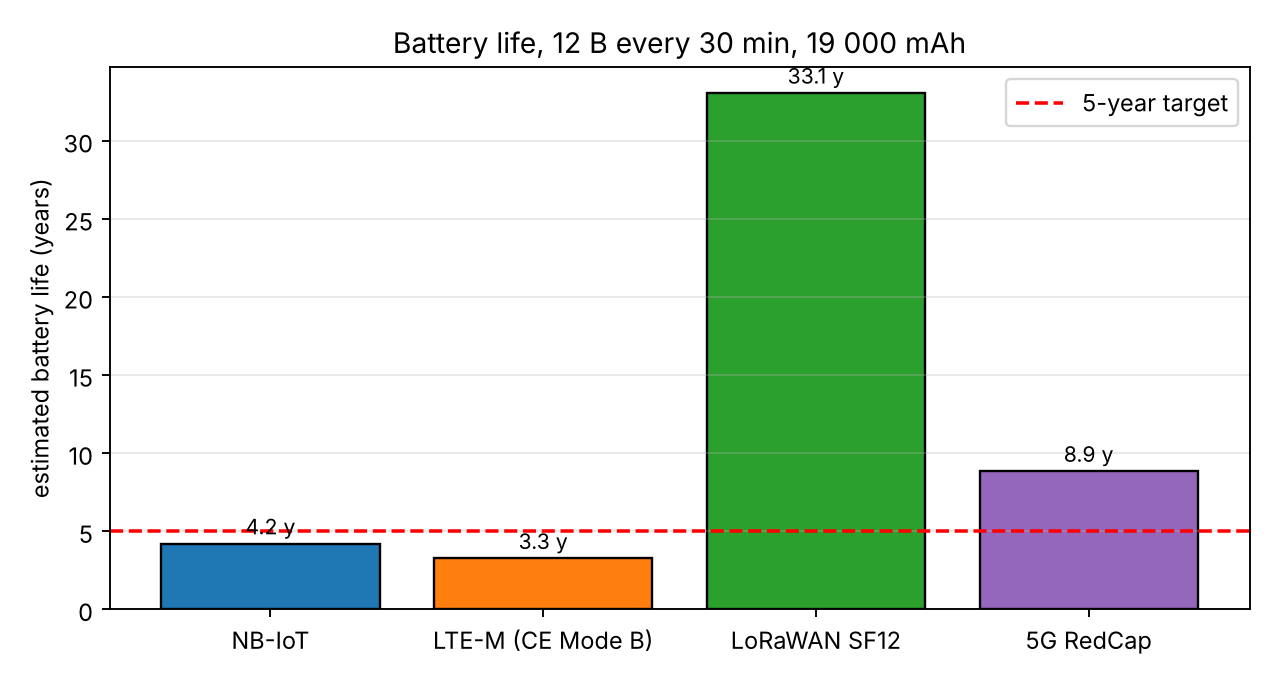 Battery life, 12 B every 30 min, 19 000 mAh
33.1 y
5-year target
30
25
20
15
10
5
0
estimated battery life (years)
8.9 y
4.2 y
3.3 y
NB-IoT
LTE-M (CE Mode B)
LoRaWAN SF12
5G RedCap